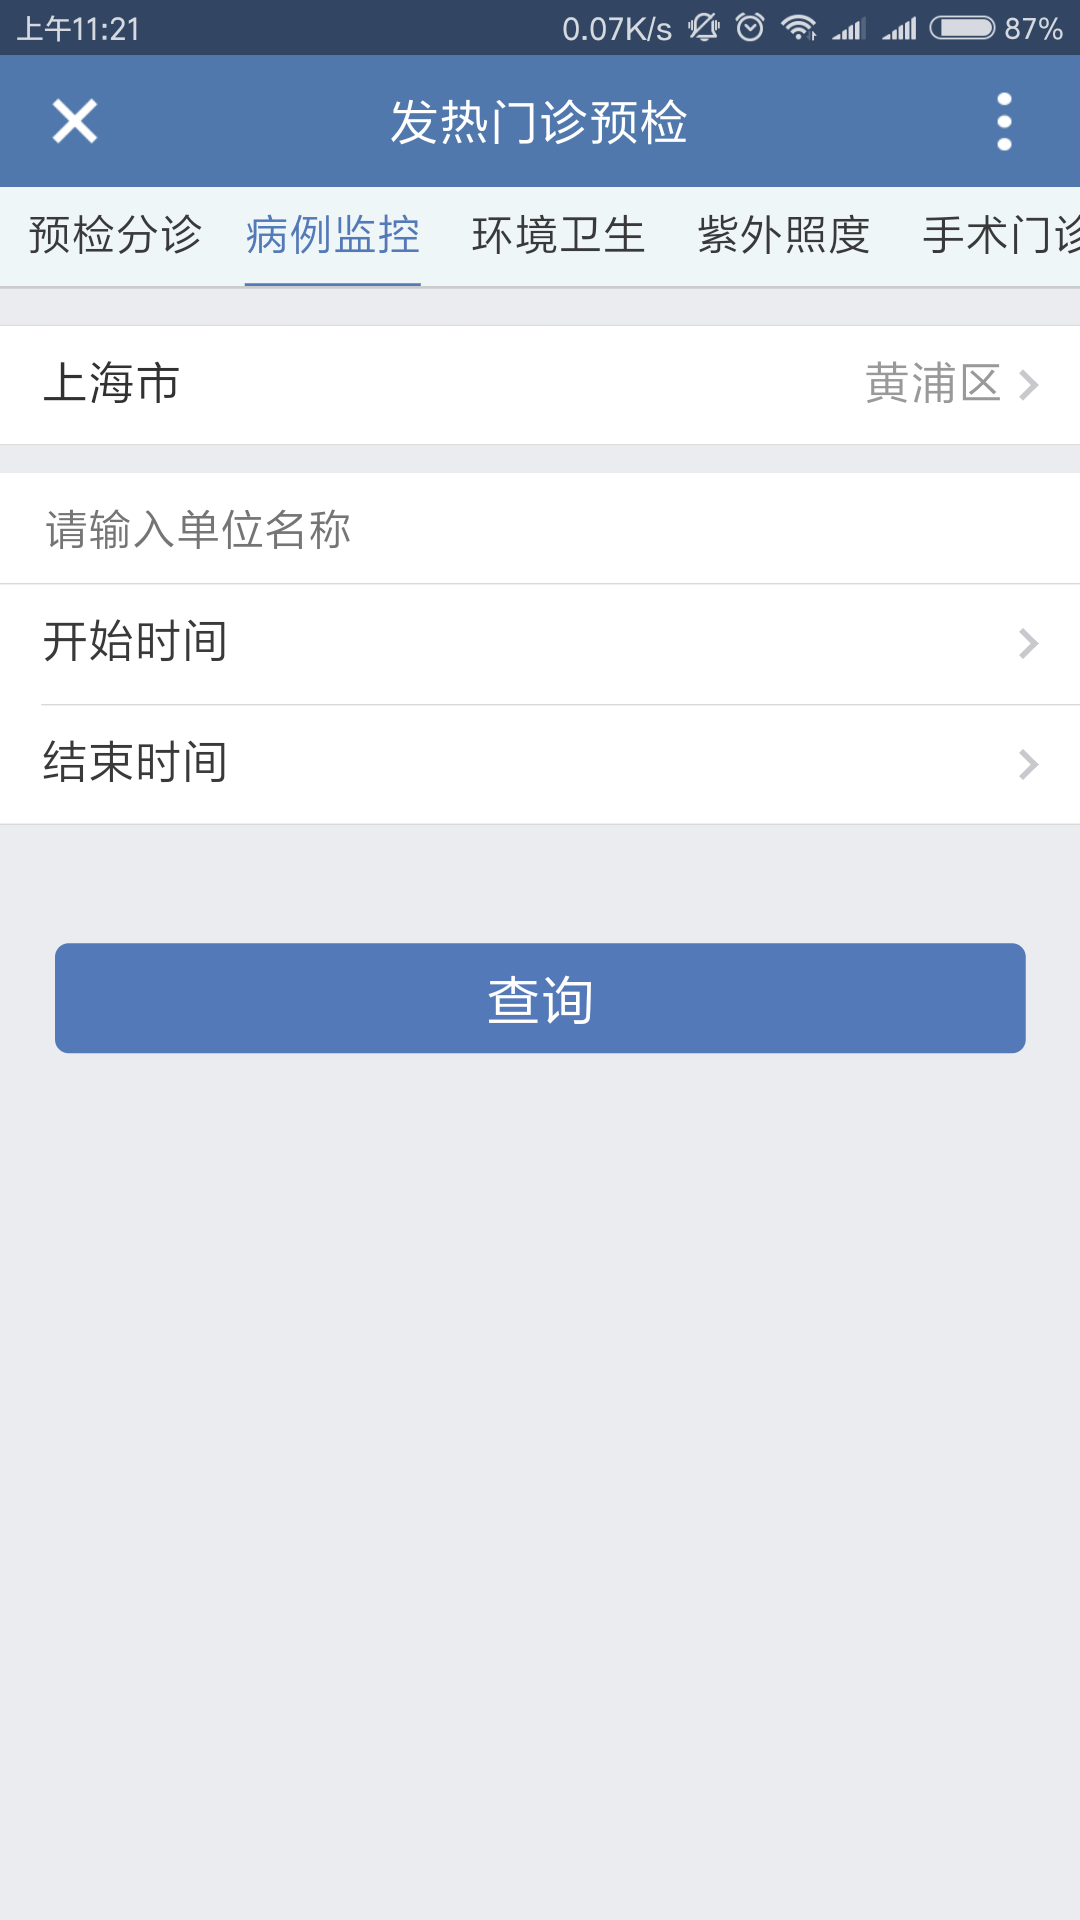 上午11:21 0.07K/s 87%
发热门诊预检
预检分诊 病例监控 环境卫生 紫外照度 手术门诊
上海市 黄浦区
请输入单位名称
开始时间
结束时间
查询